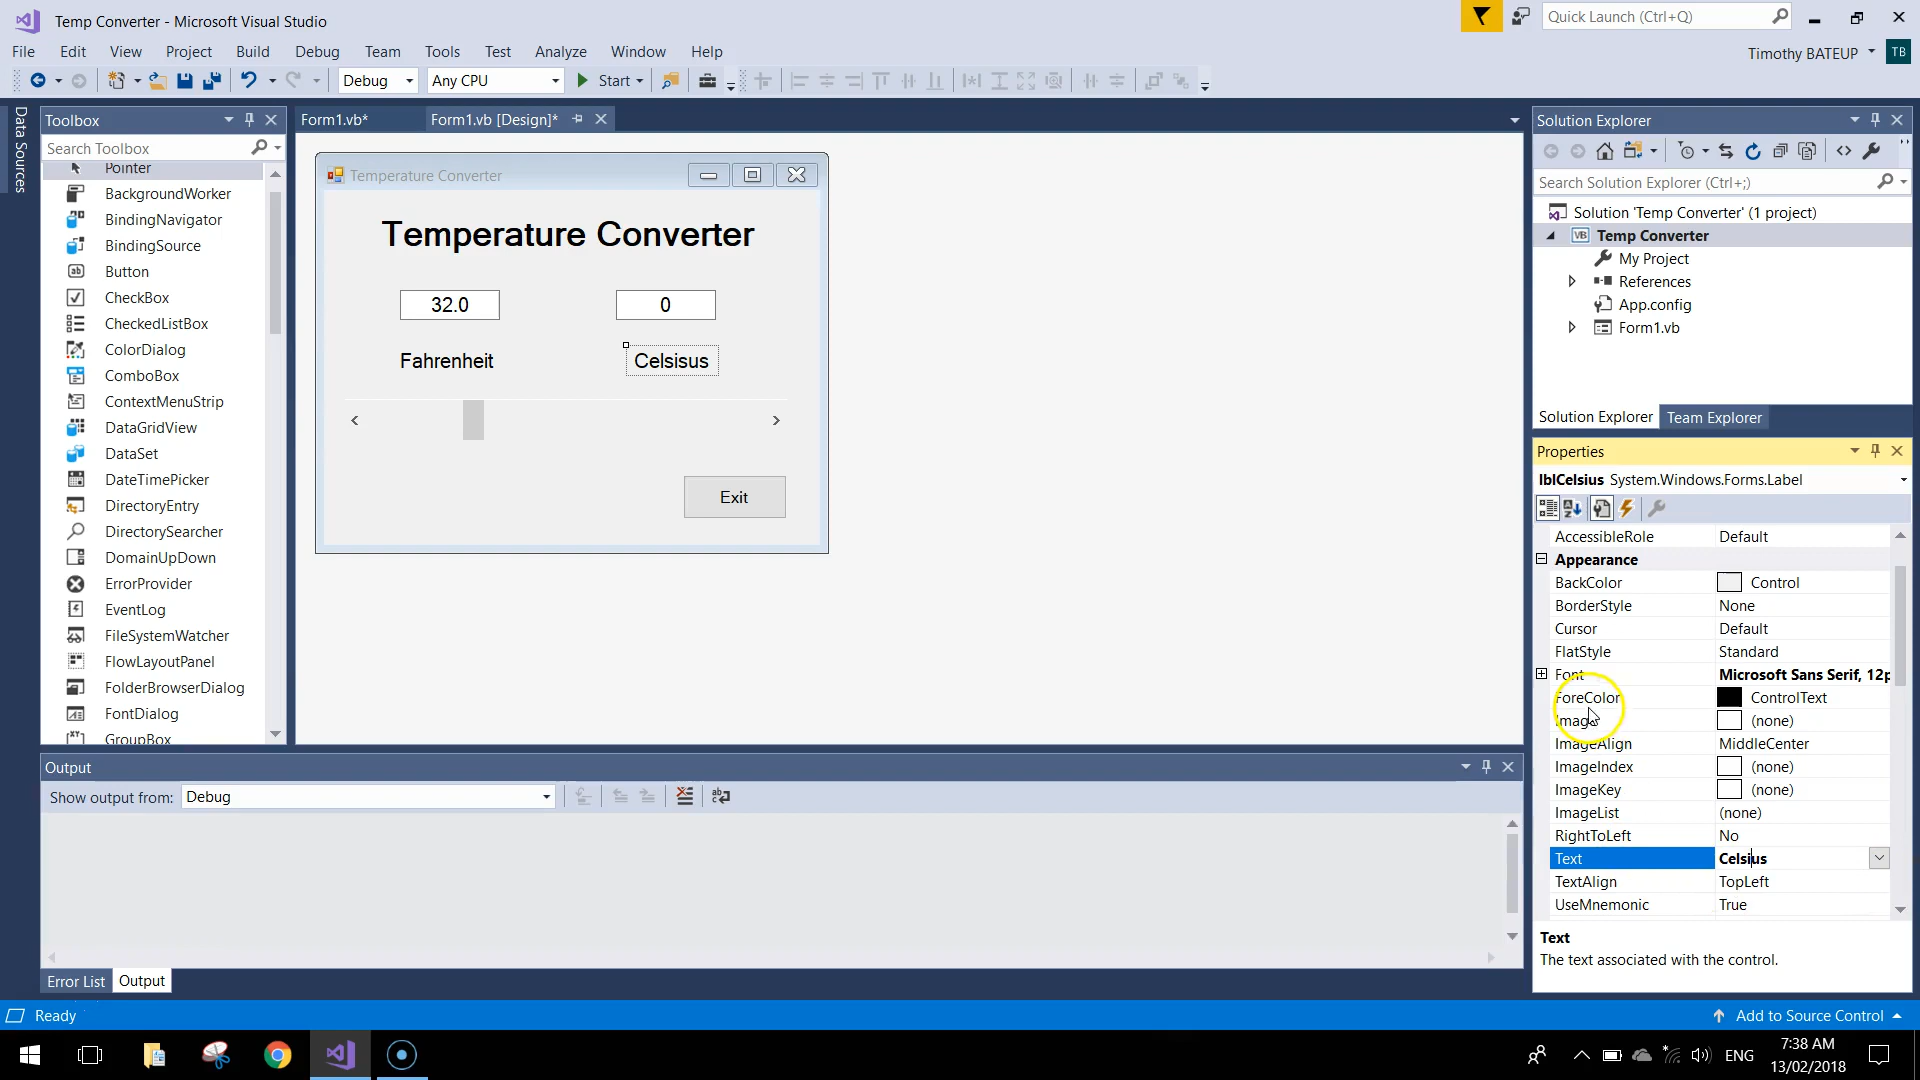 Temp Converter - Microsoft Visual Studio
Quick Launch (Ctrl+Q)
File Edit View Project Build Debug Team Tools Test Analyze Window Help
Timothy BATEUP TB
Debug Any CPU Start
Data Sources
Toolbox
Search Toolbox
Pointer
BackgroundWorker
BindingNavigator
BindingSource
Button
CheckBox
CheckedListBox
ColorDialog
ComboBox
ContextMenuStrip
DataGridView
DataSet
DateTimePicker
DirectoryEntry
DirectorySearcher
DomainUpDown
ErrorProvider
EventLog
FileSystemWatcher
FlowLayoutPanel
FolderBrowserDialog
FontDialog
GroupBox
Form1.vb* Form1.vb [Design]*
Temperature Converter
Temperature Converter
32.0 0
Fahrenheit Celsisus
Exit
Solution Explorer
Search Solution Explorer (Ctrl+;)
Solution 'Temp Converter' (1 project)
VB Temp Converter
My Project
References
App.config
Form1.vb
Solution Explorer Team Explorer
Properties
lblCelsius System.Windows.Forms.Label
AccessibleRole Default
Appearance
BackColor Control
BorderStyle None
Cursor Default
FlatStyle Standard
Font Microsoft Sans Serif, 12p
ForeColor ControlText
Image (none)
ImageAlign MiddleCenter
ImageIndex (none)
ImageKey (none)
ImageList (none)
RightToLeft No
Text Celsius
TextAlign TopLeft
UseMnemonic True
Text
The text associated with the control.
Output
Show output from: Debug
Error List Output
Ready
Add to Source Control
ENG
7:38 AM
13/02/2018